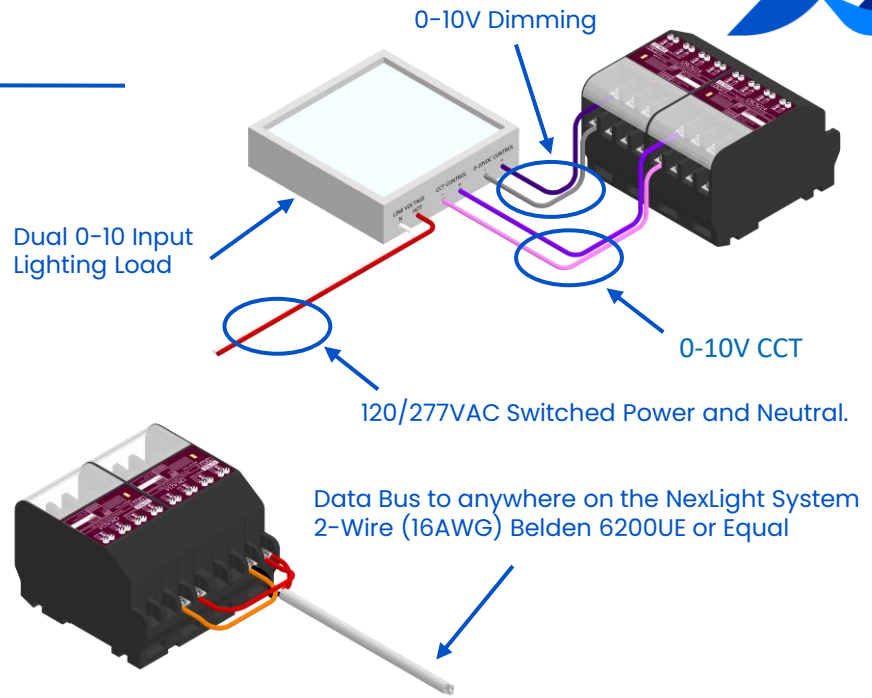 0-10V Dimming
0-10VDC CONTROL
CCT CONTROL
LINE VOLTAGE
N HOT
Dual 0-10 Input
Lighting Load
0-10V CCT
120/277VAC Switched Power and Neutral.
Data Bus to anywhere on the NexLight System
2-Wire (16AWG) Belden 6200UE or Equal